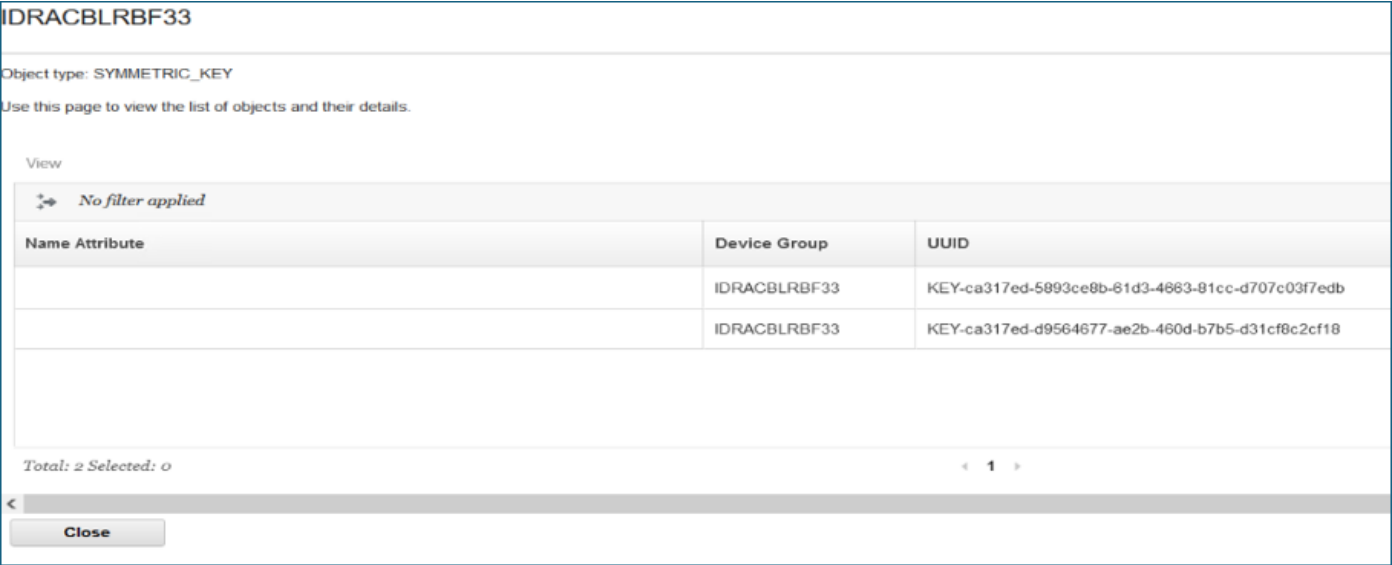 IDRACBLRBF33
Object type: SYMMETRIC_KEY
Use this page to view the list of objects and their details.
View
No filter applied
Name Attribute Device Group UUID
IDRACBLRBF33 KEY-ca317ed-5893ce8b-61d3-4663-81cc-d707c03f7edb
IDRACBLRBF33 KEY-ca317ed-d9564677-ae2b-460d-b7b5-d31cf8c2cf18
Total: 2 Selected: 0
1
Close